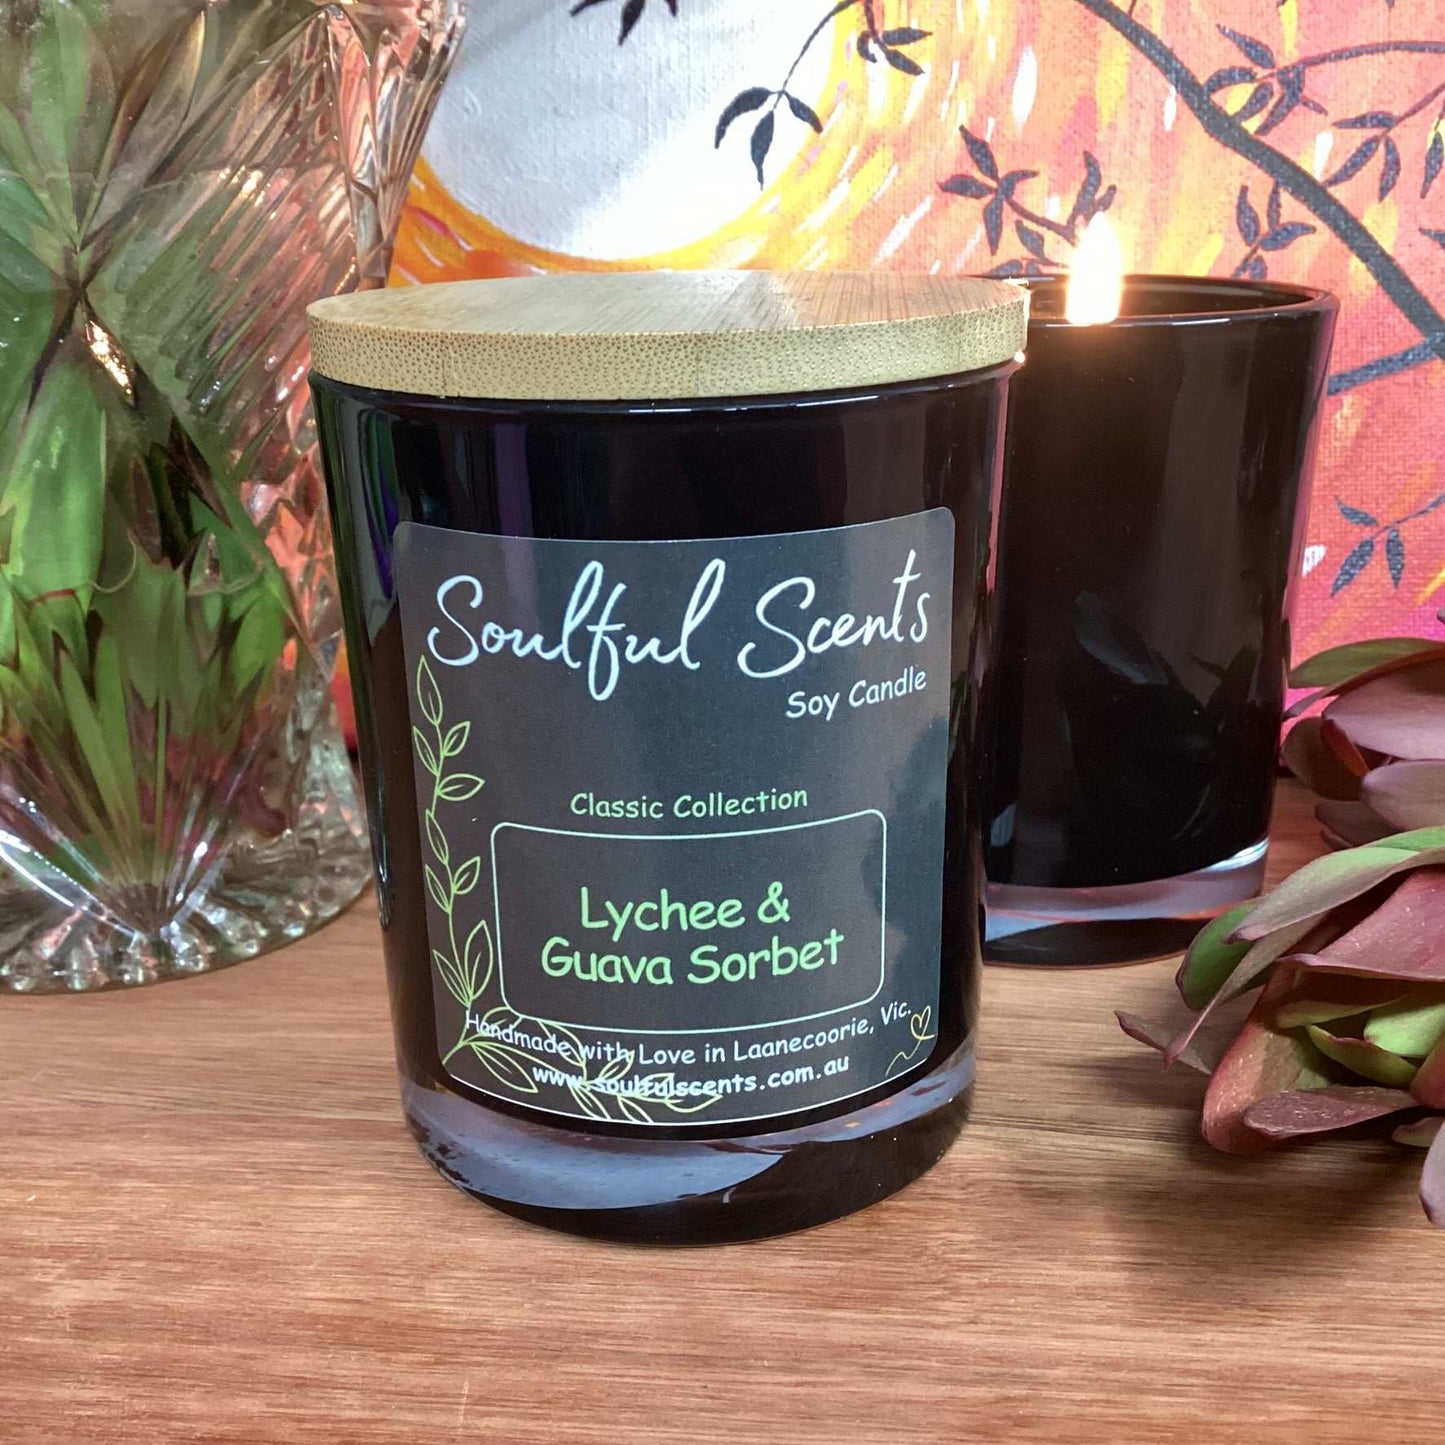 Soulful Scents
Soy Candle
Classic Collection
Lychee &
Guava Sorbet
Handmade with Love in Laanecoorie, Vic.
www.soulfulscents.com.au